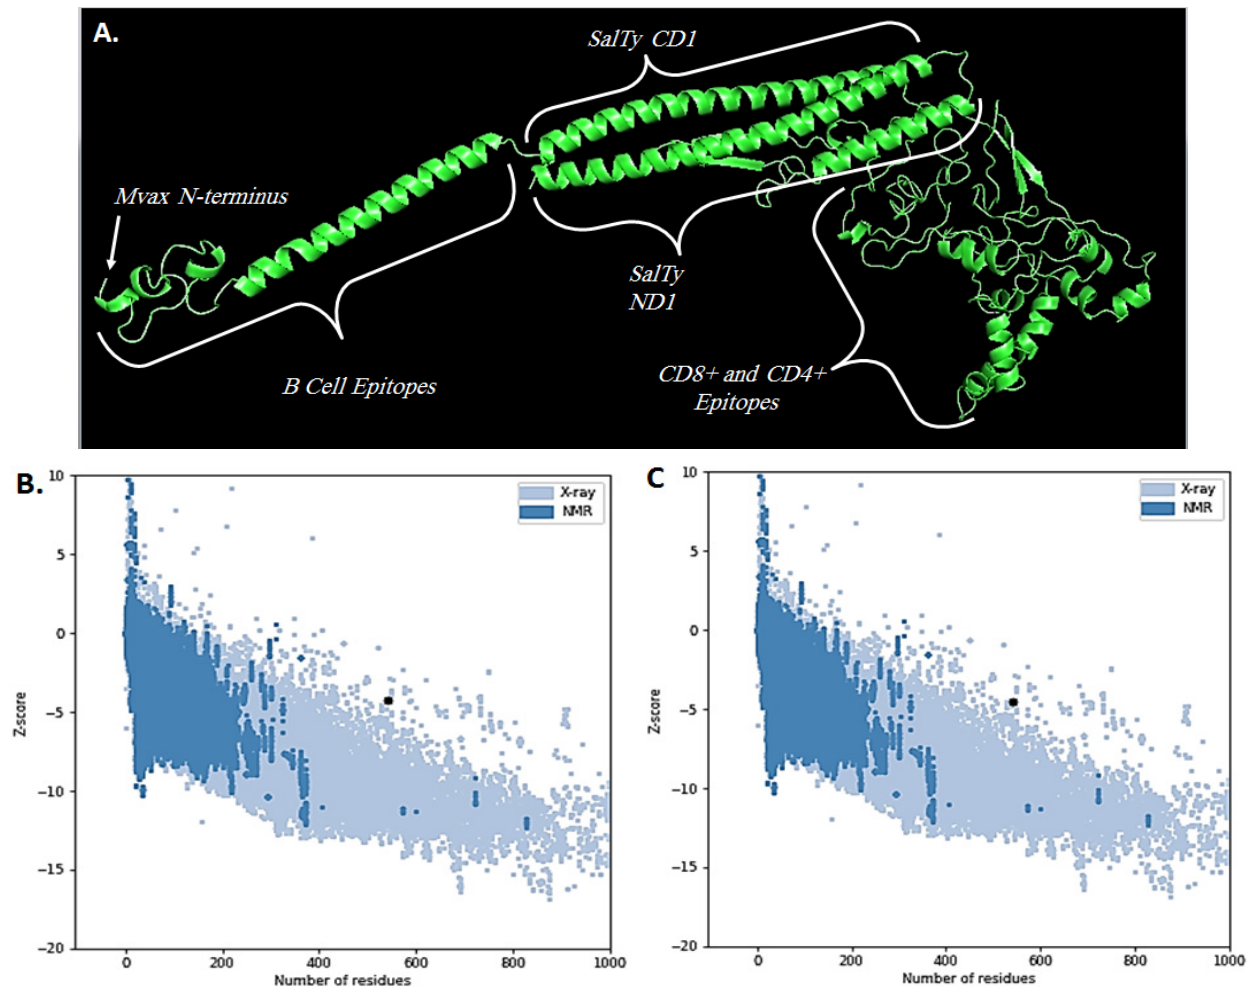 A.
SalTy CD1
Mvax N-terminus
SalTy
ND1
B Cell Epitopes
CD8+ and CD4+
Epitopes
B.
10
5
0
−5
−10
−15
−20
Z-score
X-ray
NMR
0 200 400 600 800 1000
Number of residues
C
10
5
0
−5
−10
−15
−20
Z-score
X-ray
NMR
0 200 400 600 800 1000
Number of residues